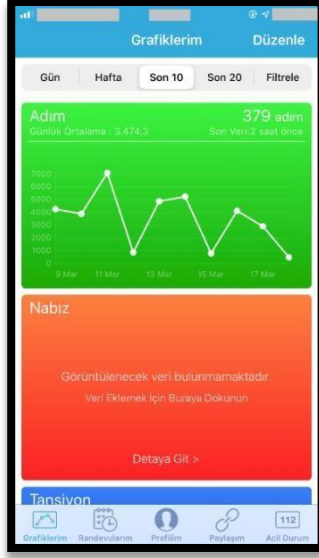 Grafiklerim
Düzenle
Gün Hafta Son 10 Son 20 Filtrele
Adım
379 adım
Günlük Ortalama : 3.474,3
Son Veri:2 saat önce
7000
6000
5000
4000
3000
2000
1000
0
9 Mar 11 Mar 13 Mar 15 Mar 17 Mar
Nabız
Görüntülenecek veri bulunmamaktadır.
Veri Eklemek İçin Buraya Dokunun
Detaya Git >
Tansiyon
112
Grafiklerim Randevularım Profilim Paylaşım Acil Durum